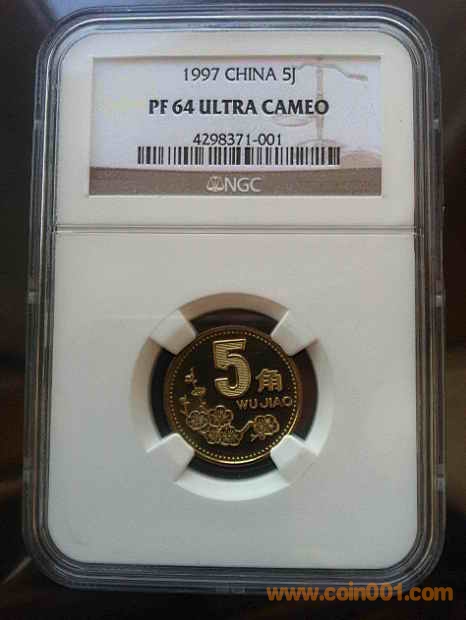 1997 CHINA 5J
PF 64 ULTRA CAMEO
4298371-001
NGC
5角
WU JIAO
www.coin001.com